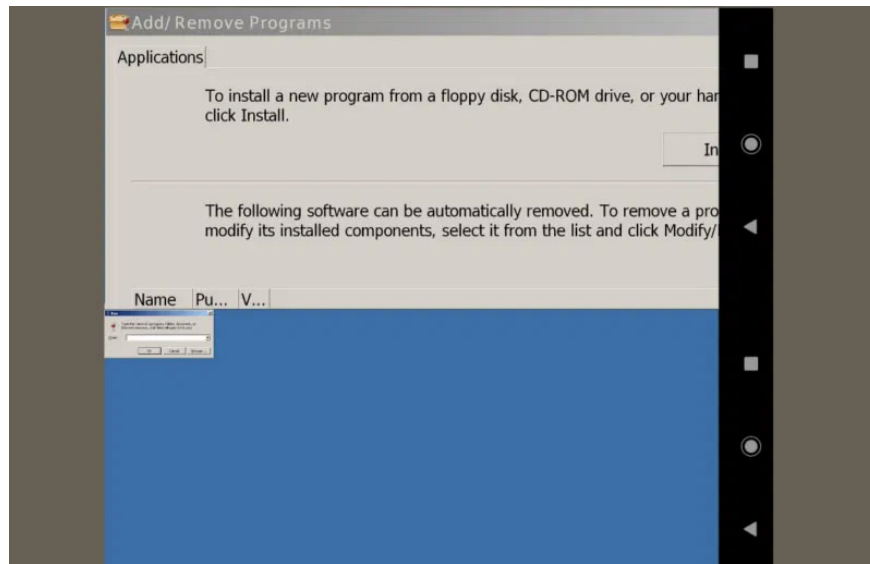 Add/Remove Programs
Applications
To install a new program from a floppy disk, CD-ROM drive, or your har
click Install.
In
The following software can be automatically removed. To remove a pro
modify its installed components, select it from the list and click Modify/
Name Pu... V...